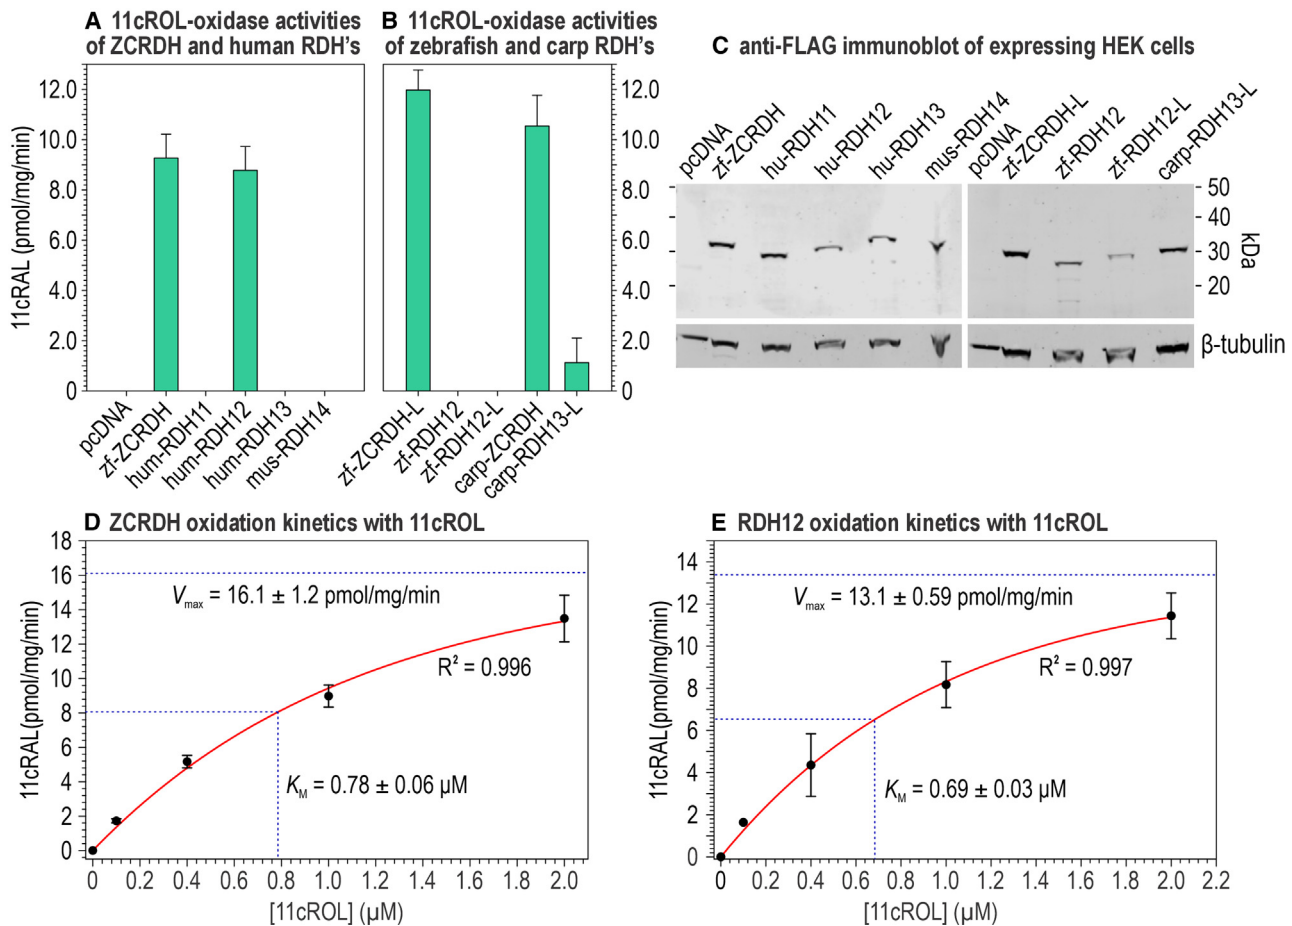 A 11cROL-oxidase activities
of ZCRDH and human RDH's
12.0
10.0
8.0
6.0
4.0
2.0
0
11cRAL (pmol/mg/min)
pcDNA
zf-ZCRDH
hum-RDH11
hum-RDH12
hum-RDH13
mus-RDH14
B 11cROL-oxidase activities
of zebrafish and carp RDH's
12.0
10.0
8.0
6.0
4.0
2.0
0
zf-ZCRDH-L
zf-RDH12
zf-RDH12-L
carp-ZCRDH
carp-RDH13-L
C anti-FLAG immunoblot of expressing HEK cells
pcDNA
zf-ZCRDH
hu-RDH11
hu-RDH12
hu-RDH13
mus-RDH14
pcDNA
zf-ZCRDH-L
zf-RDH12
zf-RDH12-L
carp-RDH13-L
50
40
30
20
kDa
β-tubulin
D ZCRDH oxidation kinetics with 11cROL
18
16
14
12
10
8
6
4
2
0
11cRAL(pmol/mg/min)
Vmax = 16.1 ± 1.2 pmol/mg/min
R² = 0.996
KM = 0.78 ± 0.06 µM
0 0.2 0.4 0.6 0.8 1.0 1.2 1.4 1.6 1.8 2.0
[11cROL] (µM)
E RDH12 oxidation kinetics with 11cROL
14
12
10
8
6
4
2
0
11cRAL(pmol/mg/min)
Vmax = 13.1 ± 0.59 pmol/mg/min
R² = 0.997
KM = 0.69 ± 0.03 µM
0 0.2 0.4 0.6 0.8 1.0 1.2 1.4 1.6 1.8 2.0 2.2
[11cROL] (µM)